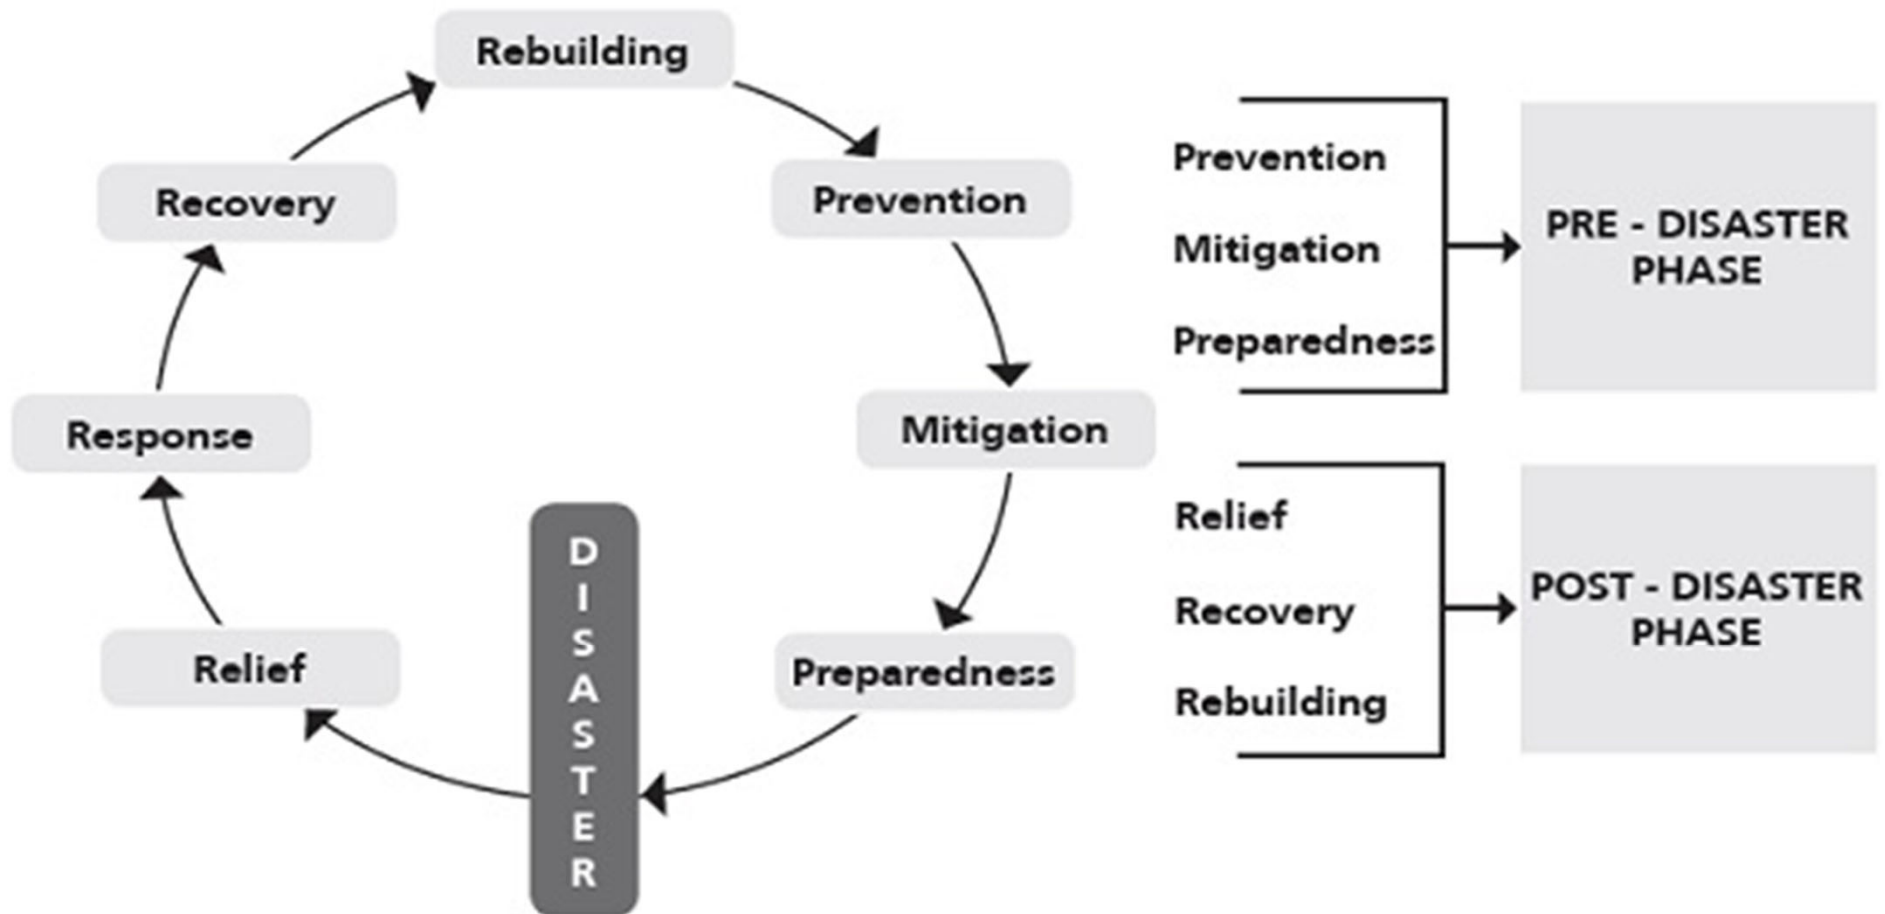 Rebuilding
Recovery
Prevention
Response
Mitigation
Relief
Preparedness
DISASTER
Prevention
Mitigation
Preparedness
PRE - DISASTER
PHASE
Relief
Recovery
Rebuilding
POST - DISASTER
PHASE